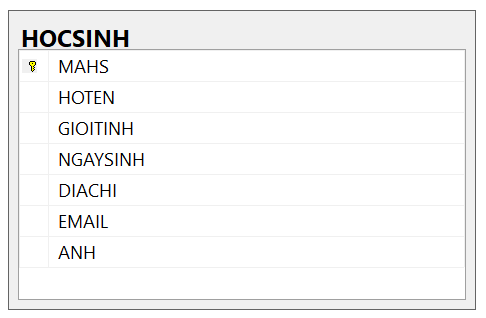 HOCSINH
MAHS
HOTEN
GIOITINH
NGAYSINH
DIACHI
EMAIL
ANH